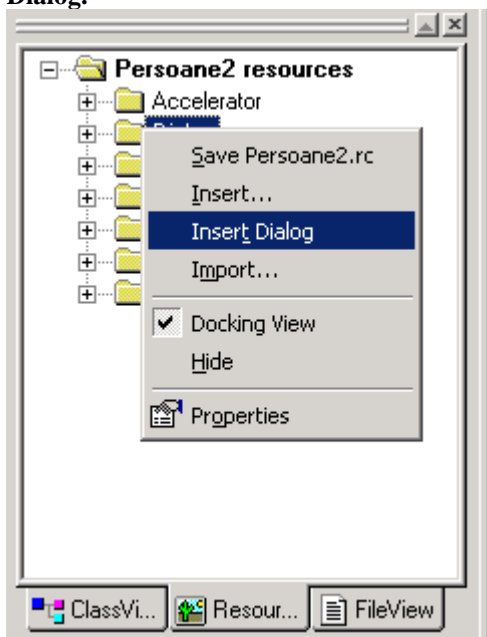 Dialog.
Persoane2 resources
Accelerator
Save Persoane2.rc
Insert...
Insert Dialog
Import...
Docking View
Hide
Properties
ClassVi...
Resour...
FileView